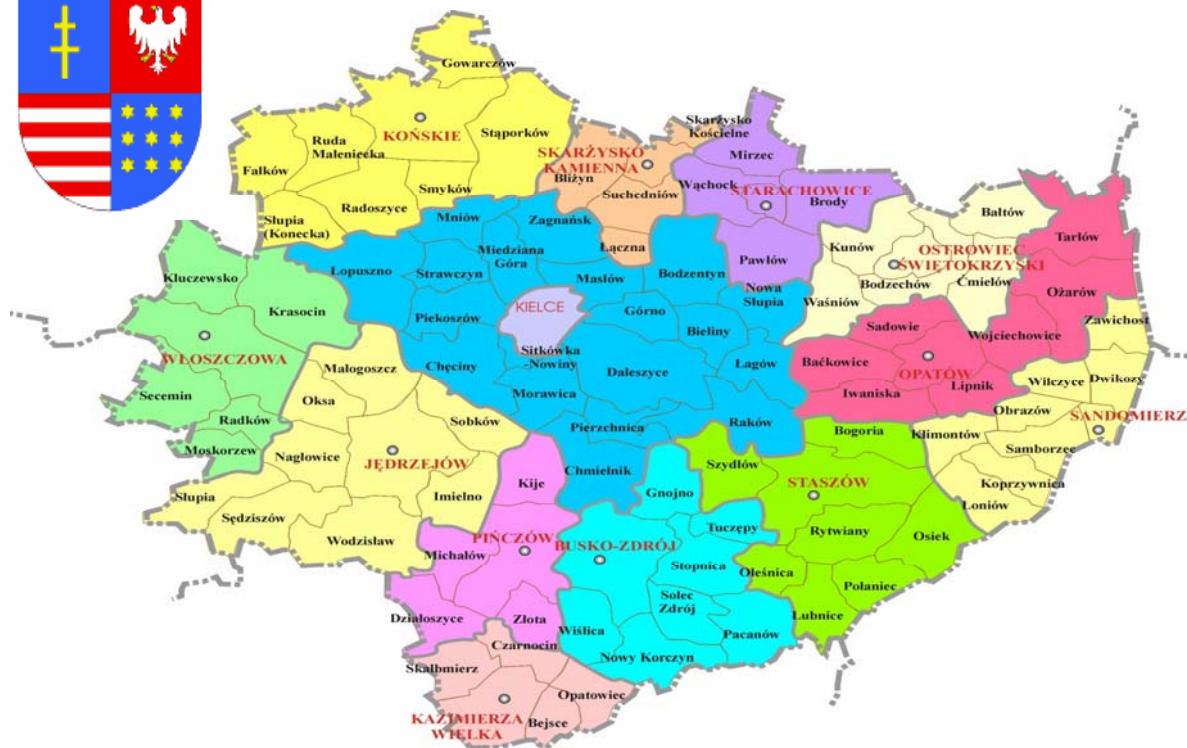 Gowarczów
KOŃSKIE
Stąporków
Ruda
Maleniecka
Fałków
Smyków
Radoszyce
Słupia
(Konecka)
Skarżysko
Kościelne
SKARŻYSKO
KAMIENNA
Bliżyn
Suchedniów
Łączna
Mirzec
Wąchock
STARACHOWICE
Brody
Pawłów
Bałtów
Kunów
OSTROWIEC
ŚWIĘTOKRZYSKI
Bodzechów
Ćmielów
Waśniów
Tarłów
Ożarów
Sadowie
Wojciechowice
Baćkowice
OPATÓW
Iwaniska
Lipnik
Zawichost
Wilczyce
Dwikozy
Obrazów
SANDOMIERZ
Klimontów
Samborzec
Koprzywnica
Łoniów
Mniów
Zagnańsk
Miedziana
Góra
Łopuszno
Strawczyn
Masłów
Bodzentyn
Nowa
Słupia
KIELCE
Piekoszów
Górno
Bieliny
Sitkówka
-Nowiny
Chęciny
Daleszyce
Łagów
Morawica
Pierzchnica
Raków
Chmielnik
Kluczewsko
Krasocin
WŁOSZCZOWA
Secemin
Radków
Moskorzew
Małogoszcz
Oksa
Sobków
Nagłowice
JĘDRZEJÓW
Imielno
Słupia
Sędziszów
Wodzisław
Kije
PIŃCZÓW
Michałów
Działoszyce
Złota
Gnojno
Tuczępy
BUSKO-ZDRÓJ
Stopnica
Solec
Zdrój
Wiślica
Pacanów
Nowy Korczyn
Bogoria
Szydłów
STASZÓW
Rytwiany
Osiek
Oleśnica
Połaniec
Łubnice
Czarnocin
Skalbmierz
Opatowiec
KAZIMIERZA
WIELKA
Bejsce